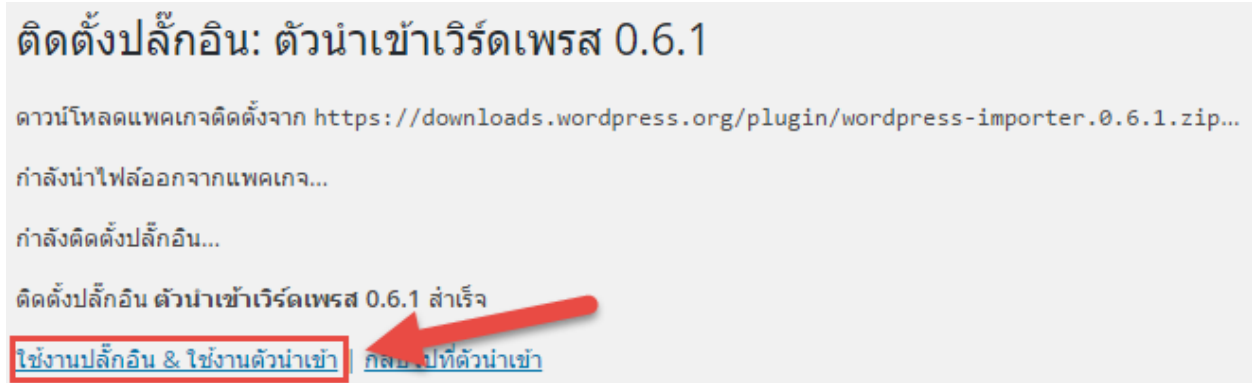 ติดตั้งปลั๊กอิน: ตัวนำเข้าเวิร์ดเพรส 0.6.1
ดาวน์โหลดแพคเกจติดตั้งจาก https://downloads.wordpress.org/plugin/wordpress-importer.0.6.1.zip...
กำลังนำไฟล์ออกจากแพคเกจ...
กำลังติดตั้งปลั๊กอิน...
ติดตั้งปลั๊กอิน ตัวนำเข้าเวิร์ดเพรส 0.6.1 สำเร็จ
ใช้งานปลั๊กอิน & ใช้งานตัวนำเข้า | กลับไปที่ตัวนำเข้า